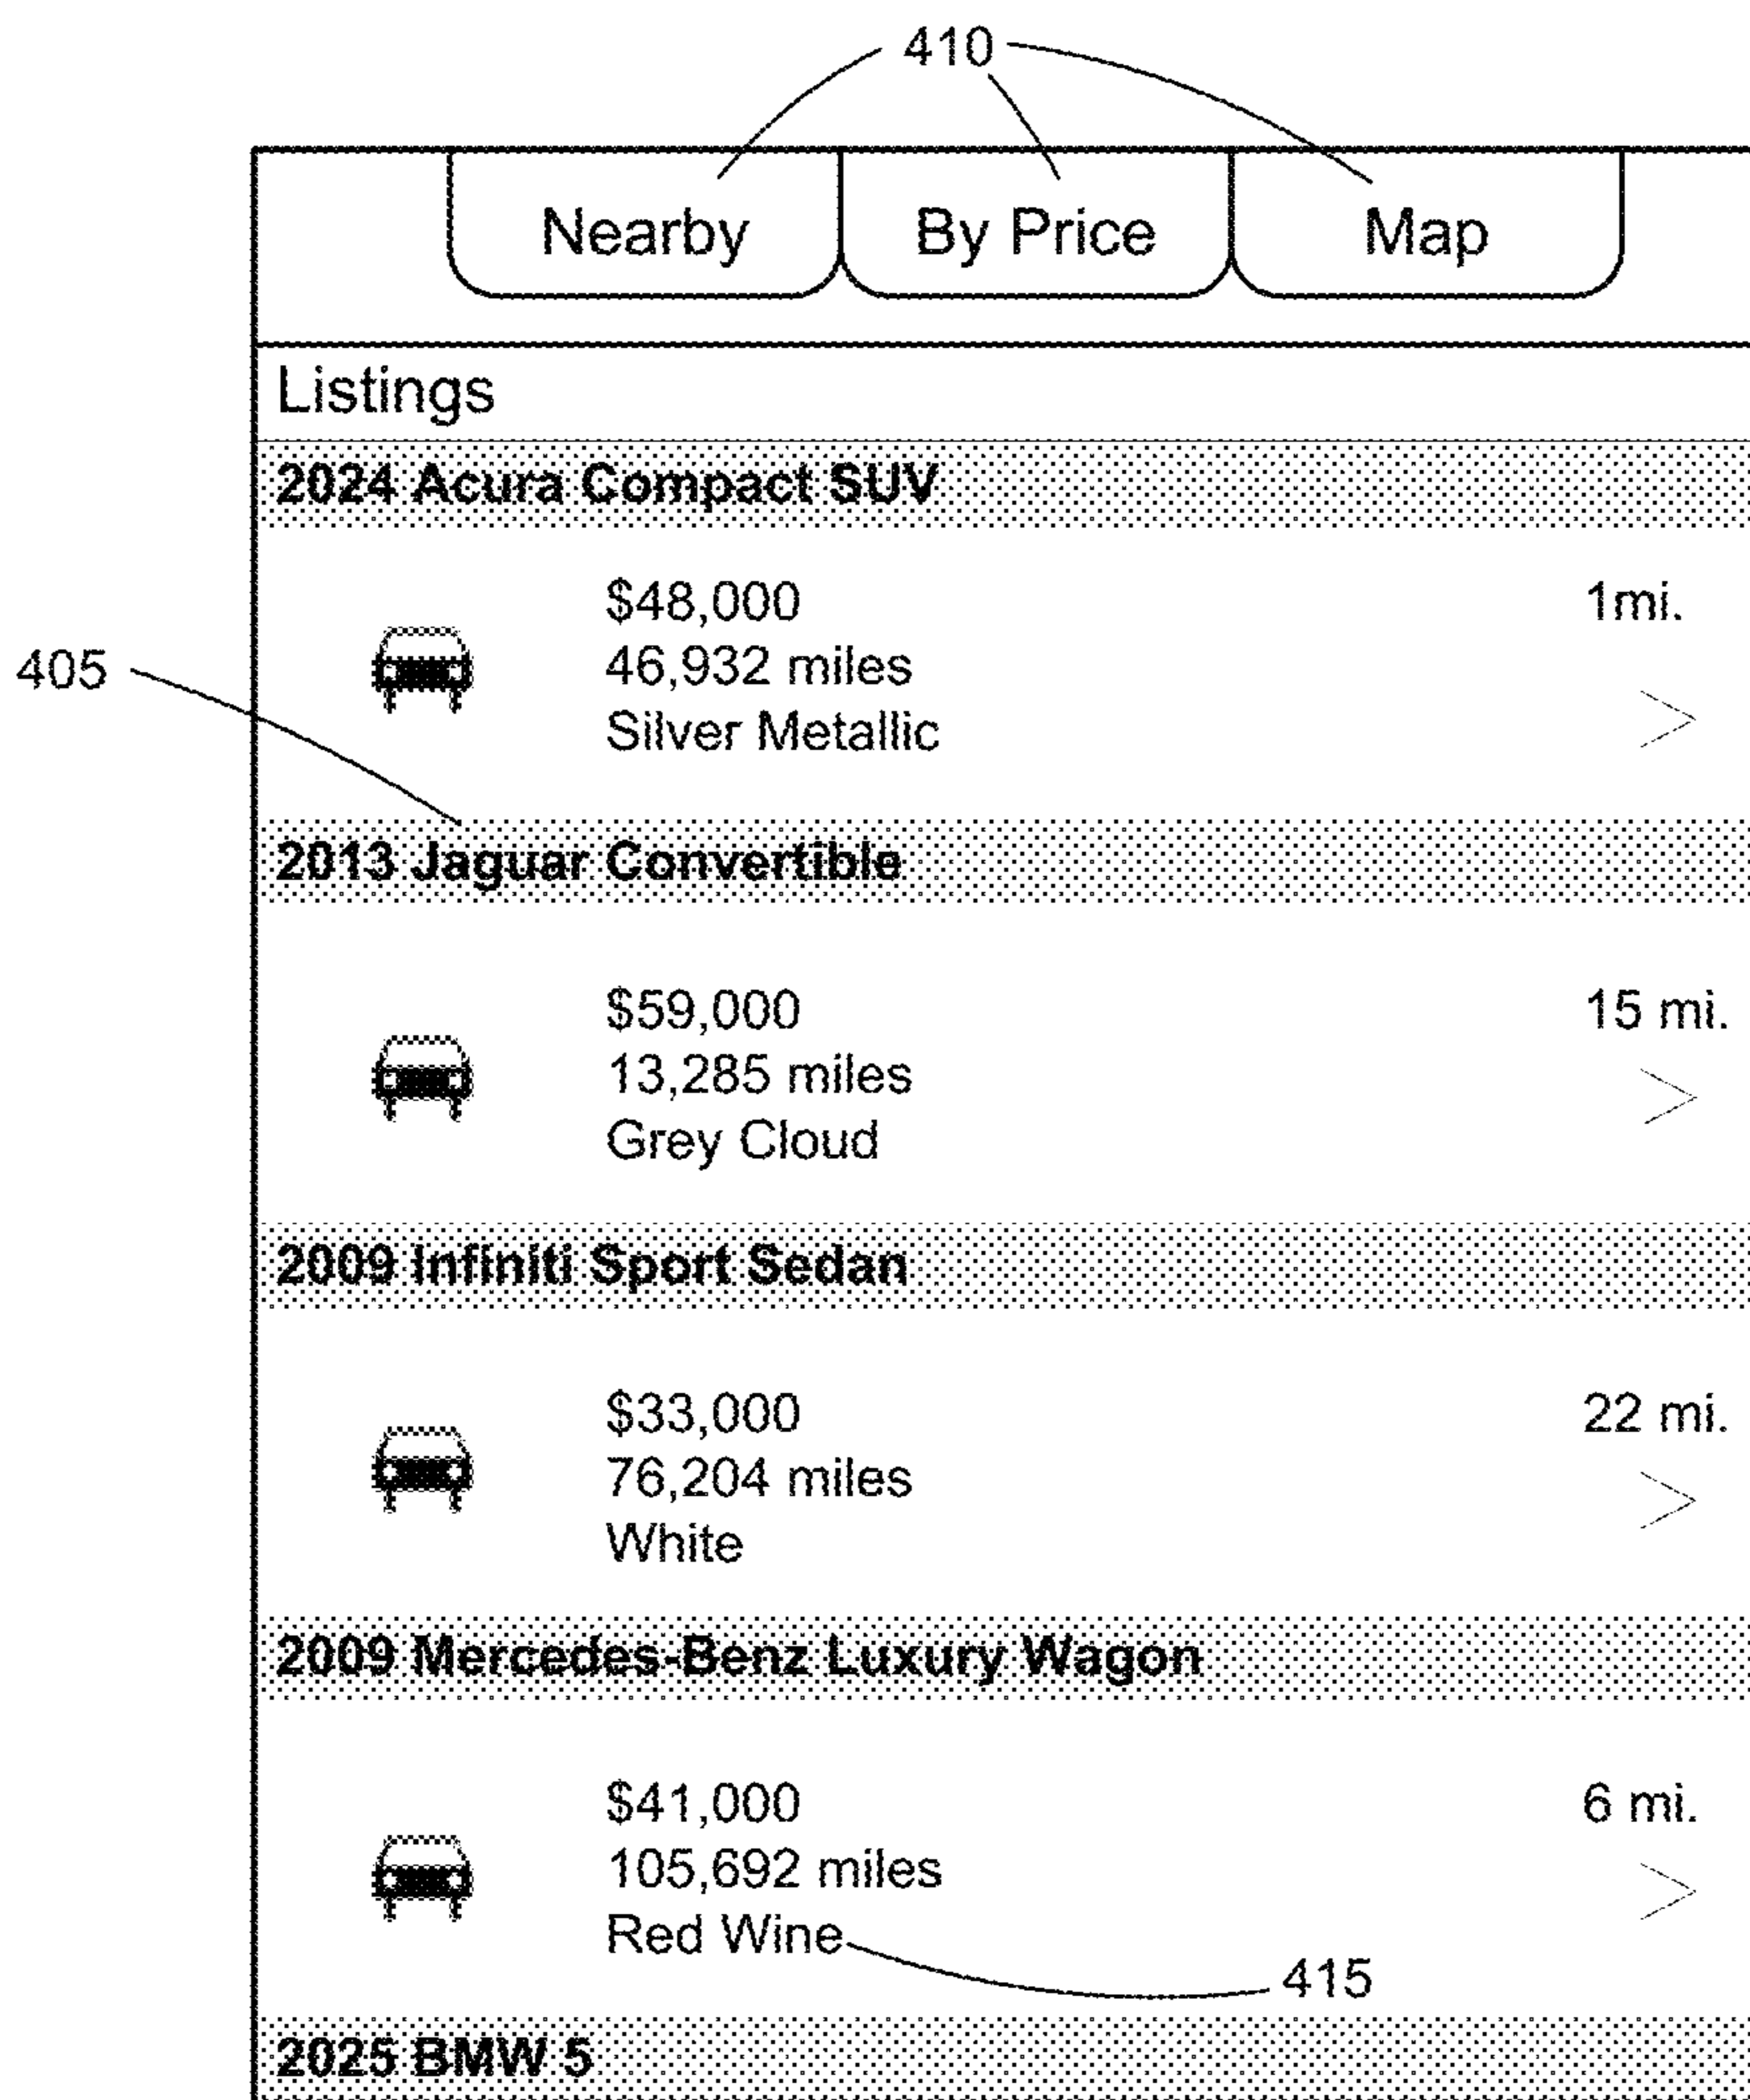 410
Nearby By Price Map
Listings
2024 Acura Compact SUV
$48,000 1mi.
46,932 miles
405
Silver Metallic
2013 Jaguar Convertible
$59,000 15 mi.
13,285 miles
Grey Cloud
2009 Infiniti Sport Sedan
$33,000 22 mi.
76,204 miles
White
2009 Mercedes-Benz Luxury Wagon
$41,000 6 mi.
105,692 miles
Red Wine
415
2025 BMW 5